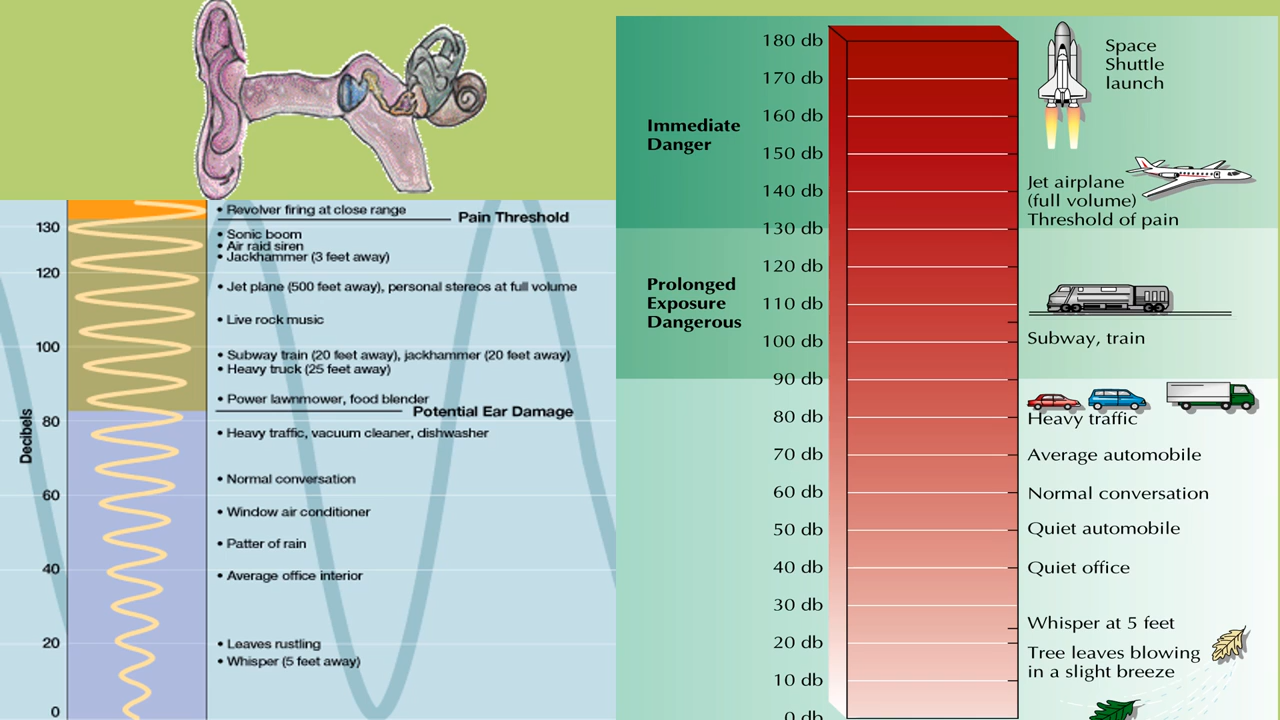 • Revolver firing at close range
Pain Threshold
130
• Sonic boom
• Air raid siren
• Jackhammer (3 feet away)
120
• Jet plane (500 feet away), personal stereos at full volume
• Live rock music
100
• Subway train (20 feet away), jackhammer (20 feet away)
• Heavy truck (25 feet away)
• Power lawnmower, food blender
Potential Ear Damage
80
• Heavy traffic, vacuum cleaner, dishwasher
Decibels
• Normal conversation
60
• Window air conditioner
• Patter of rain
40
• Average office interior
20
• Leaves rustling
• Whisper (5 feet away)
0
180 db
Space
Shuttle
launch
170 db
160 db
Immediate
Danger
150 db
140 db
Jet airplane
(full volume)
Threshold of pain
130 db
120 db
Prolonged
Exposure
Dangerous
110 db
100 db
Subway, train
90 db
80 db
Heavy traffic
70 db
Average automobile
60 db
Normal conversation
50 db
Quiet automobile
40 db
Quiet office
30 db
Whisper at 5 feet
20 db
Tree leaves blowing
in a slight breeze
10 db
0 db